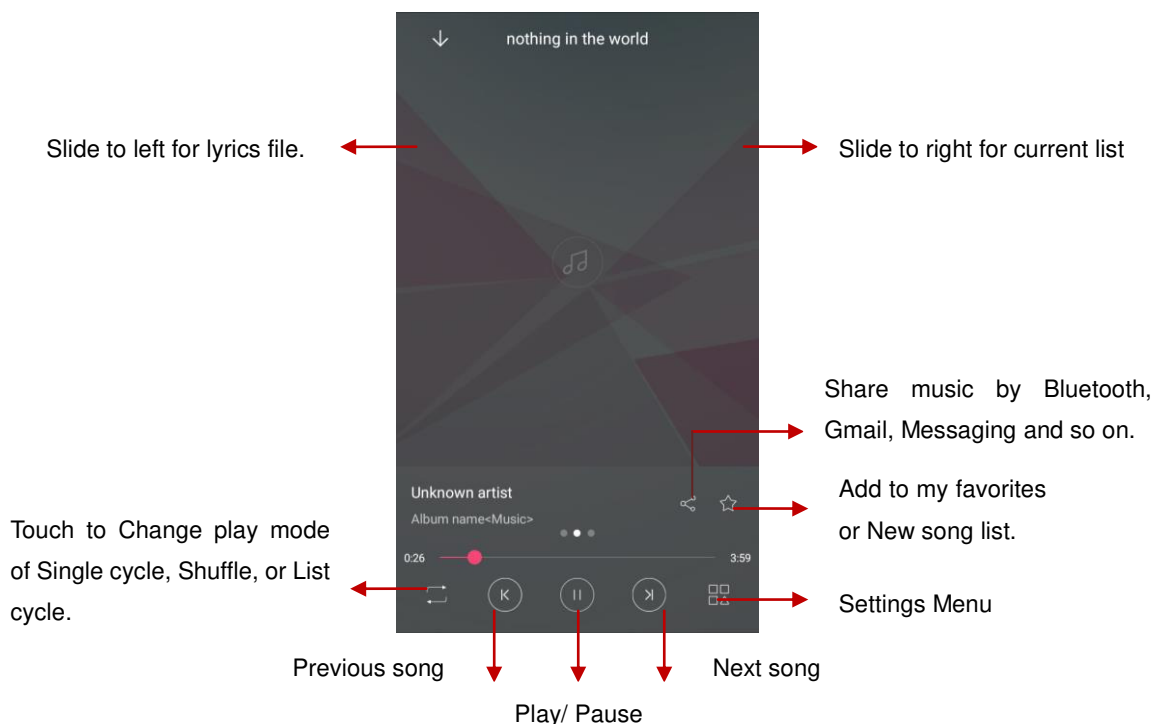 nothing in the world
Slide to left for lyrics file.
Slide to right for current list
Share music by Bluetooth,
Gmail, Messaging and so on.
Unknown artist
Album name<Music>
Add to my favorites
or New song list.
Touch to Change play mode
of Single cycle, Shuffle, or List
cycle.
0:26
3:59
Settings Menu
Previous song
Next song
Play/ Pause